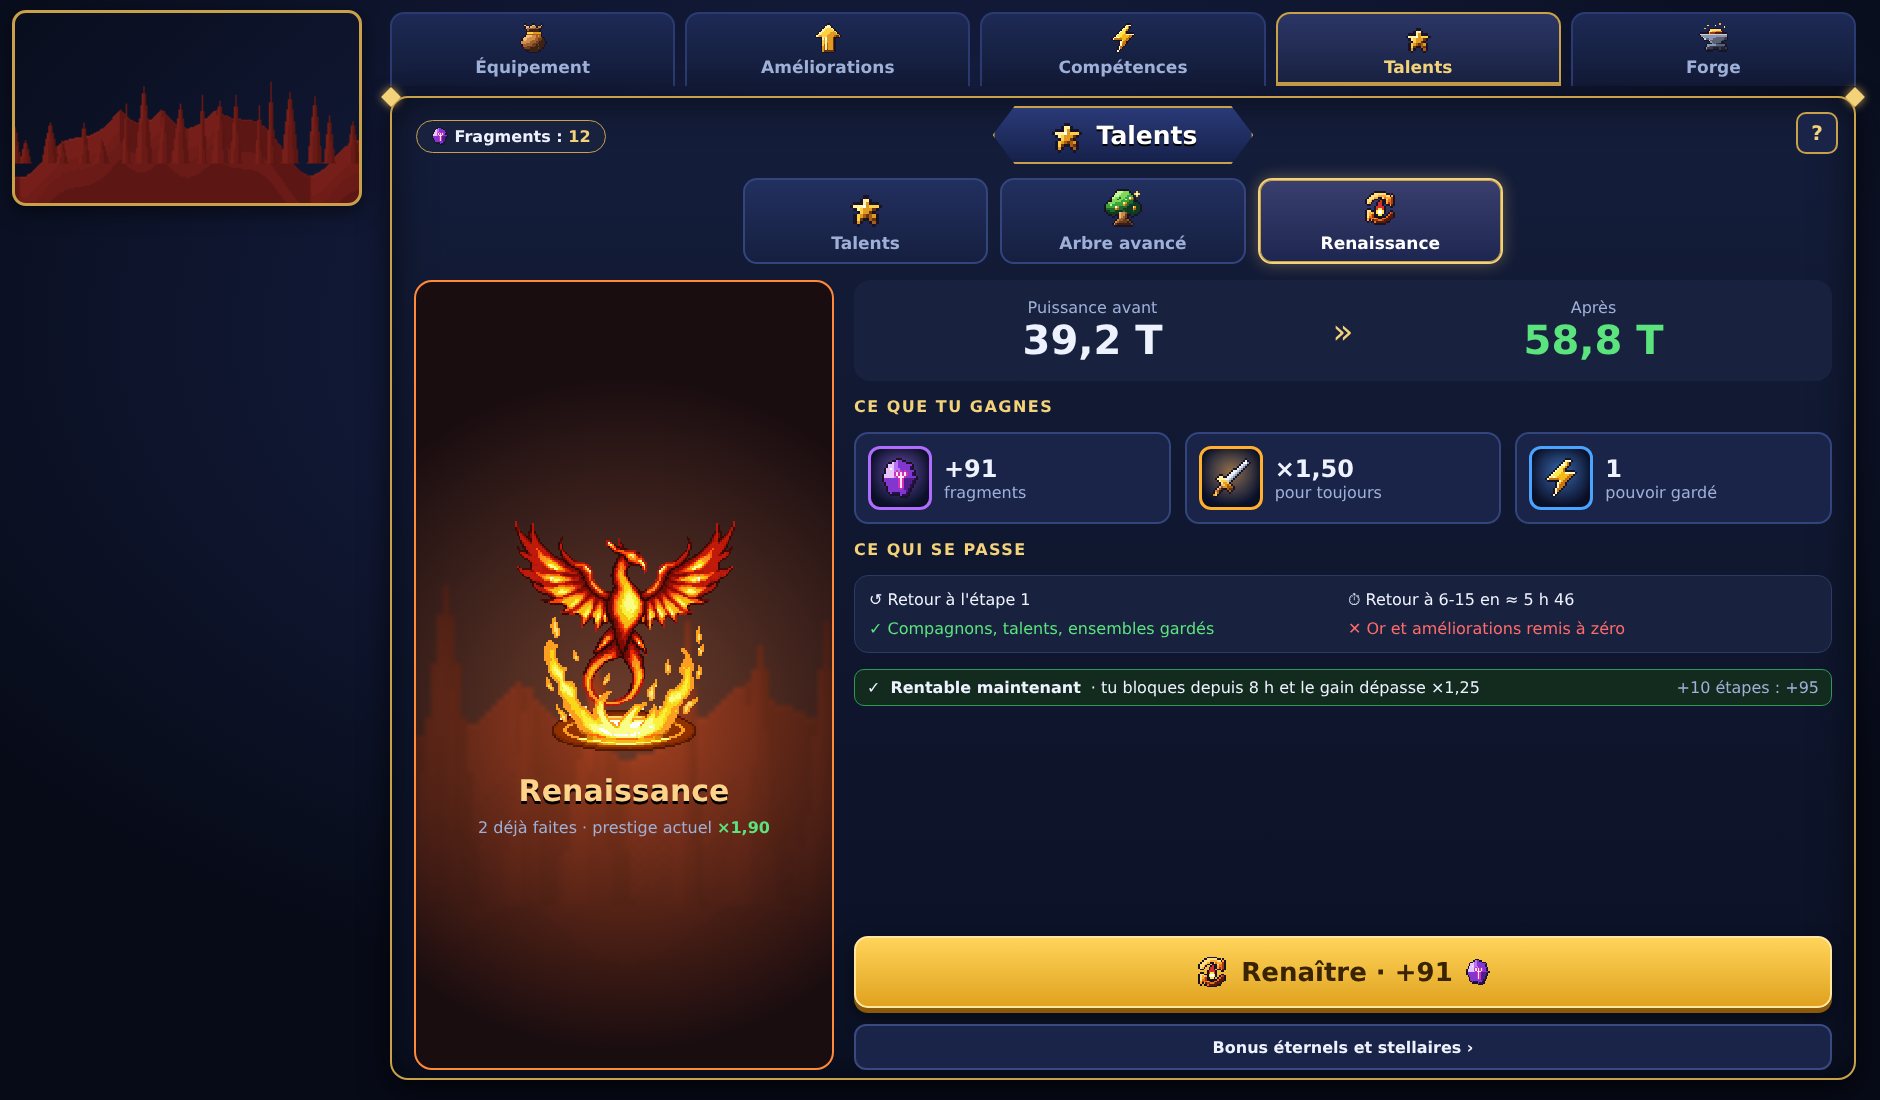 Équipement
Améliorations
Compétences
Talents
Forge
Fragments : 12
Talents
?
Talents
Arbre avancé
Renaissance
Puissance avant
39,2 T
»
Après
58,8 T
CE QUE TU GAGNES
+91
fragments
×1,50
pour toujours
1
pouvoir gardé
CE QUI SE PASSE
↺ Retour à l'étape 1
⏱ Retour à 6-15 en ≈ 5 h 46
✓ Compagnons, talents, ensembles gardés
✕ Or et améliorations remis à zéro
✓ Rentable maintenant · tu bloques depuis 8 h et le gain dépasse ×1,25
+10 étapes : +95
Renaissance
2 déjà faites · prestige actuel ×1,90
Renaître · +91
Bonus éternels et stellaires ›